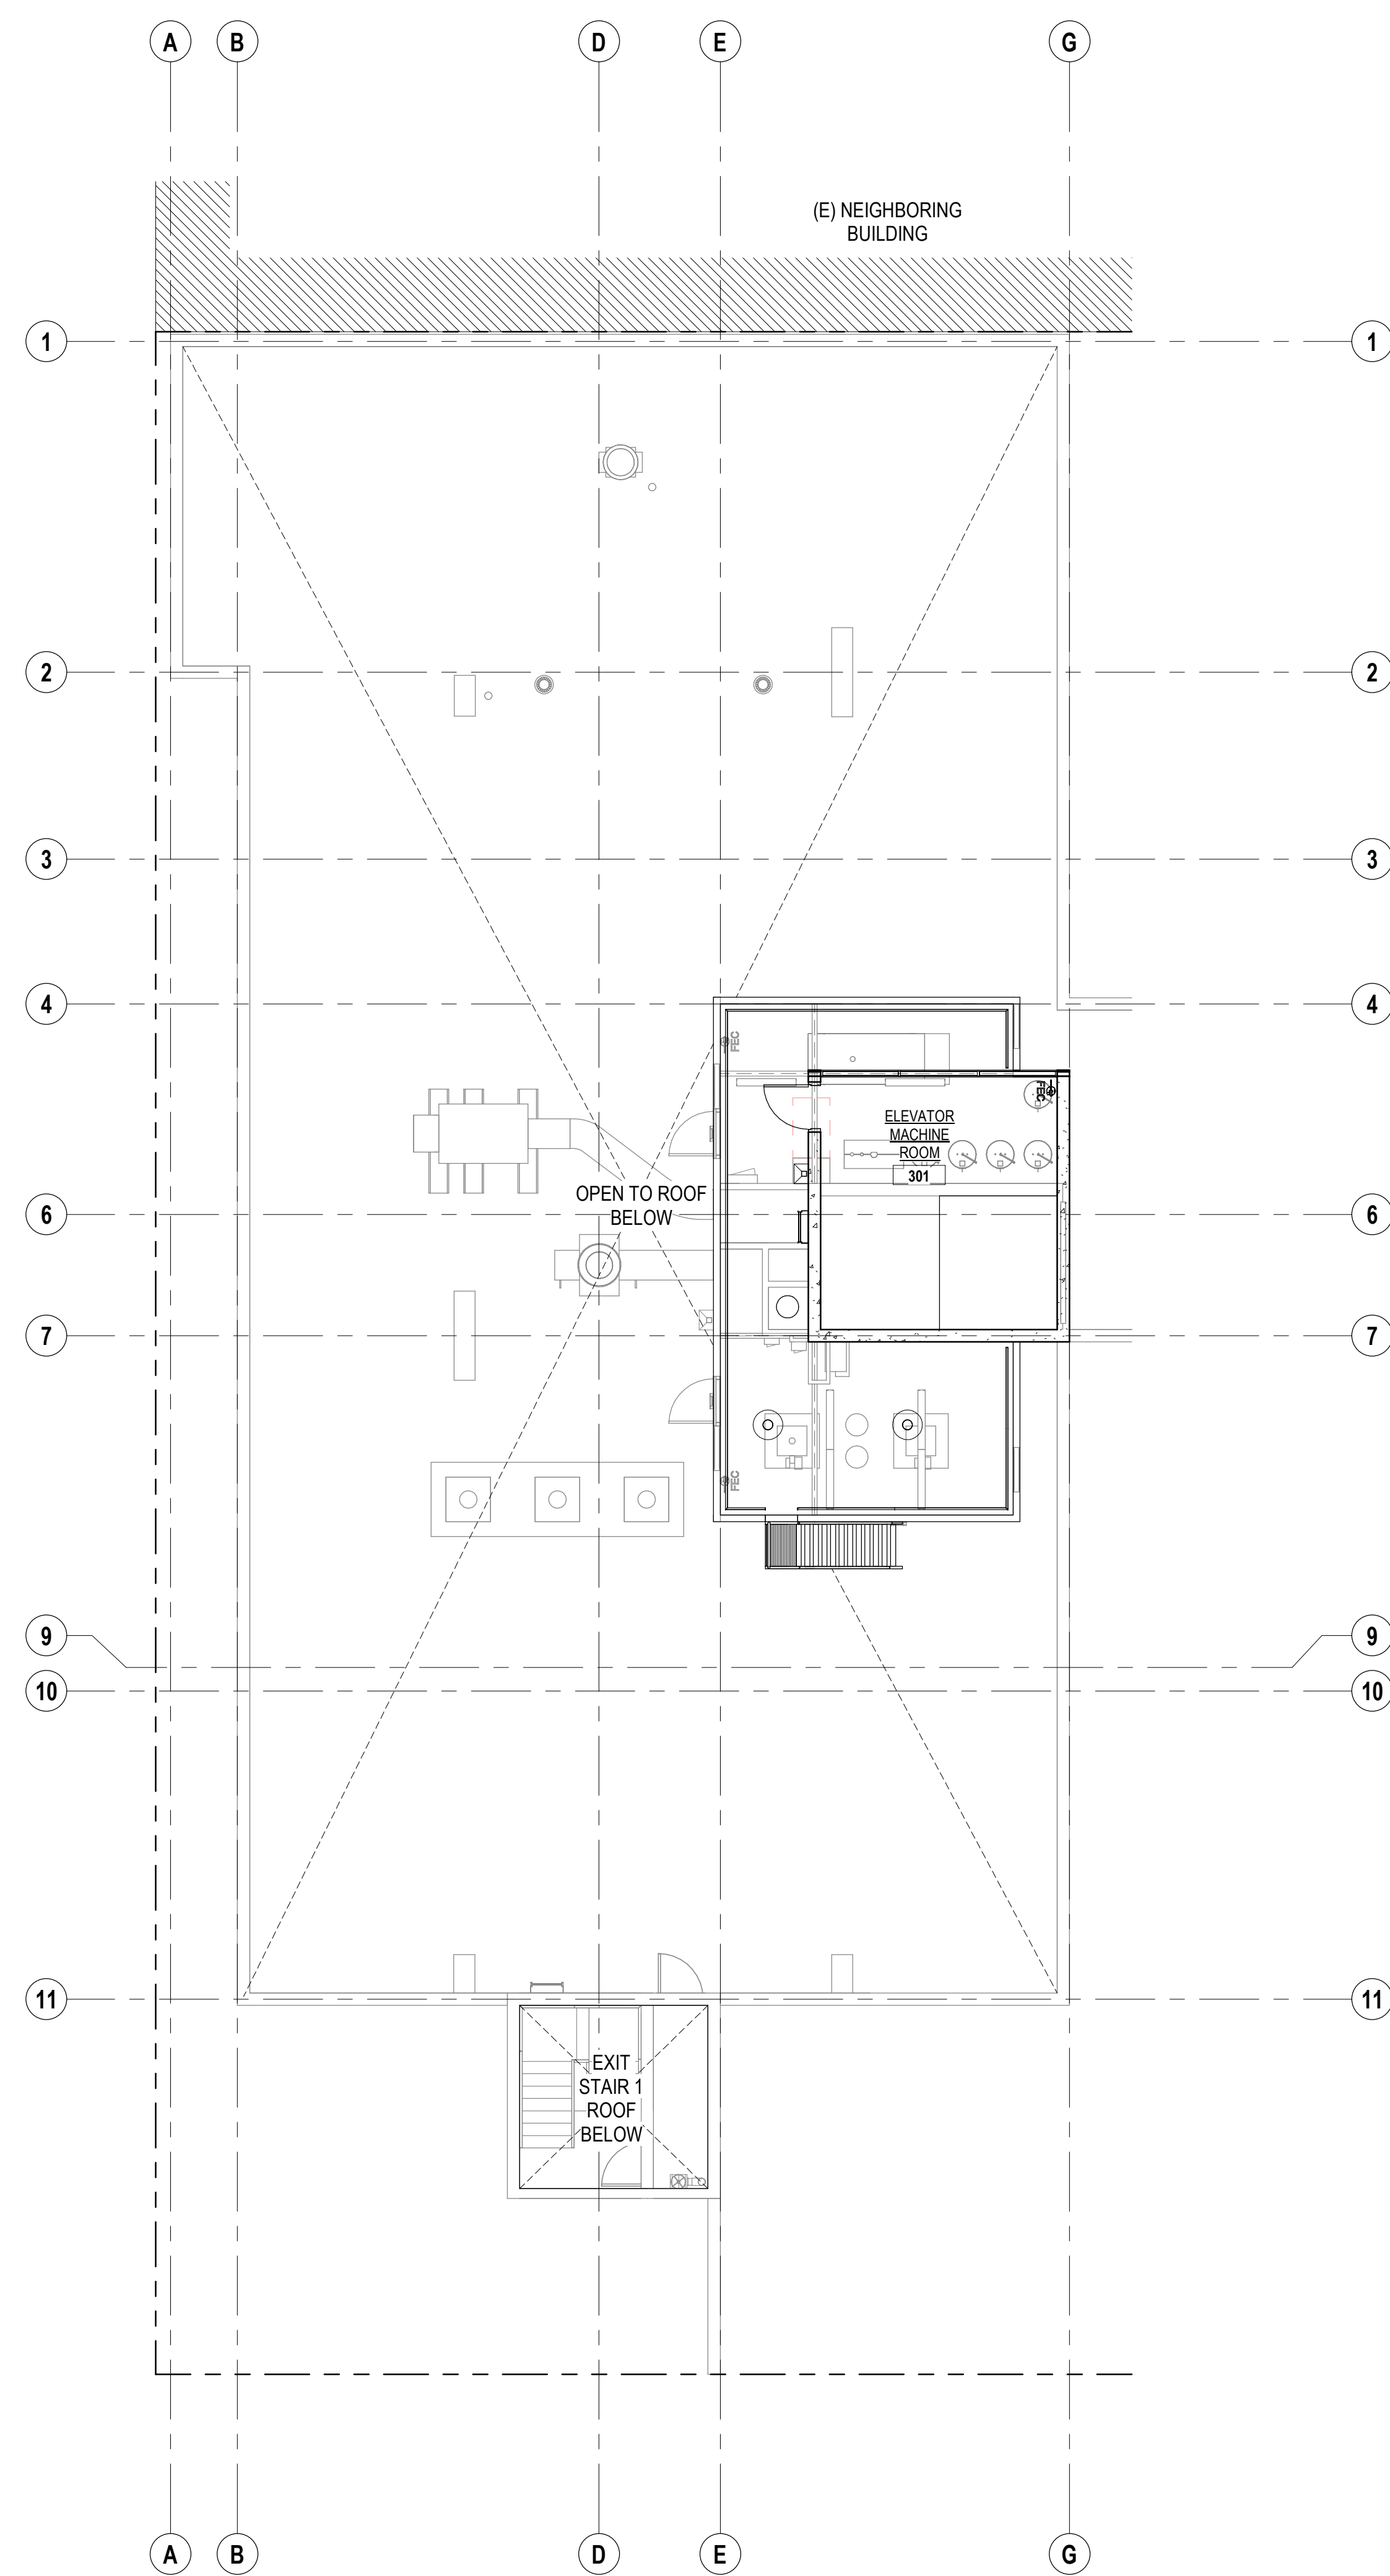 A B D E G
(E) NEIGHBORING
BUILDING
1 1
2 2
3 3
4 4
FEC
FEC
ELEVATOR
MACHINE
ROOM
301
OPEN TO ROOF
BELOW
6 6
7 7
FEC
9 9
10 10
11 11
EXIT
STAIR 1
ROOF
BELOW
A B D E G